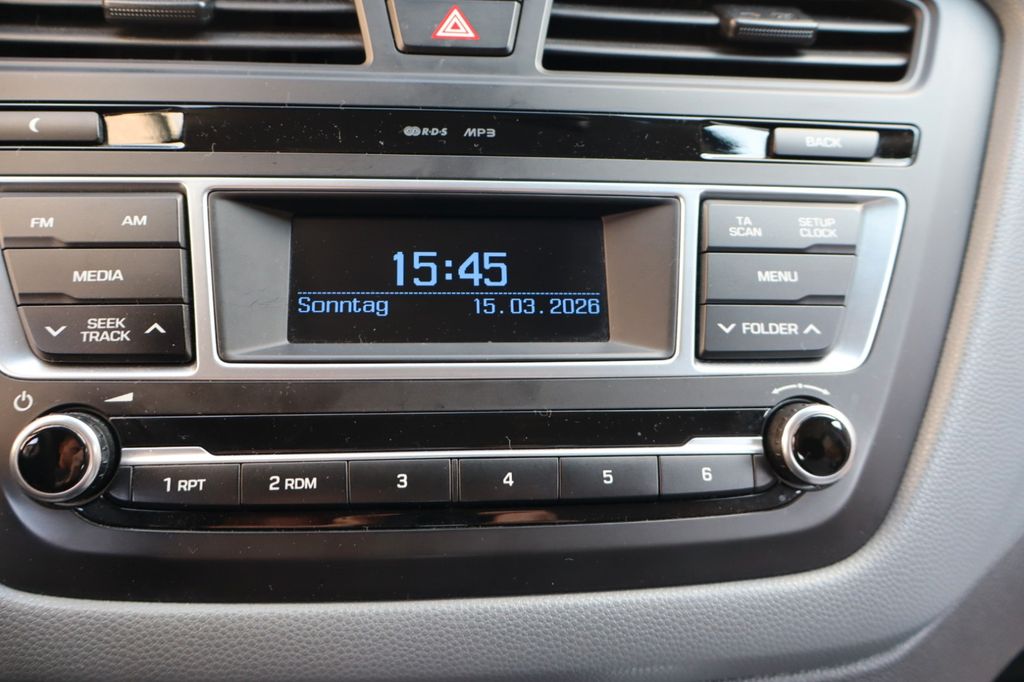 R·D·S MP3
BACK
FM AM
MEDIA
SEEK
TRACK
15:45
Sonntag 15.03.2026
TA
SCAN
SETUP
CLOCK
MENU
FOLDER
1 RPT 2 RDM 3 4 5 6